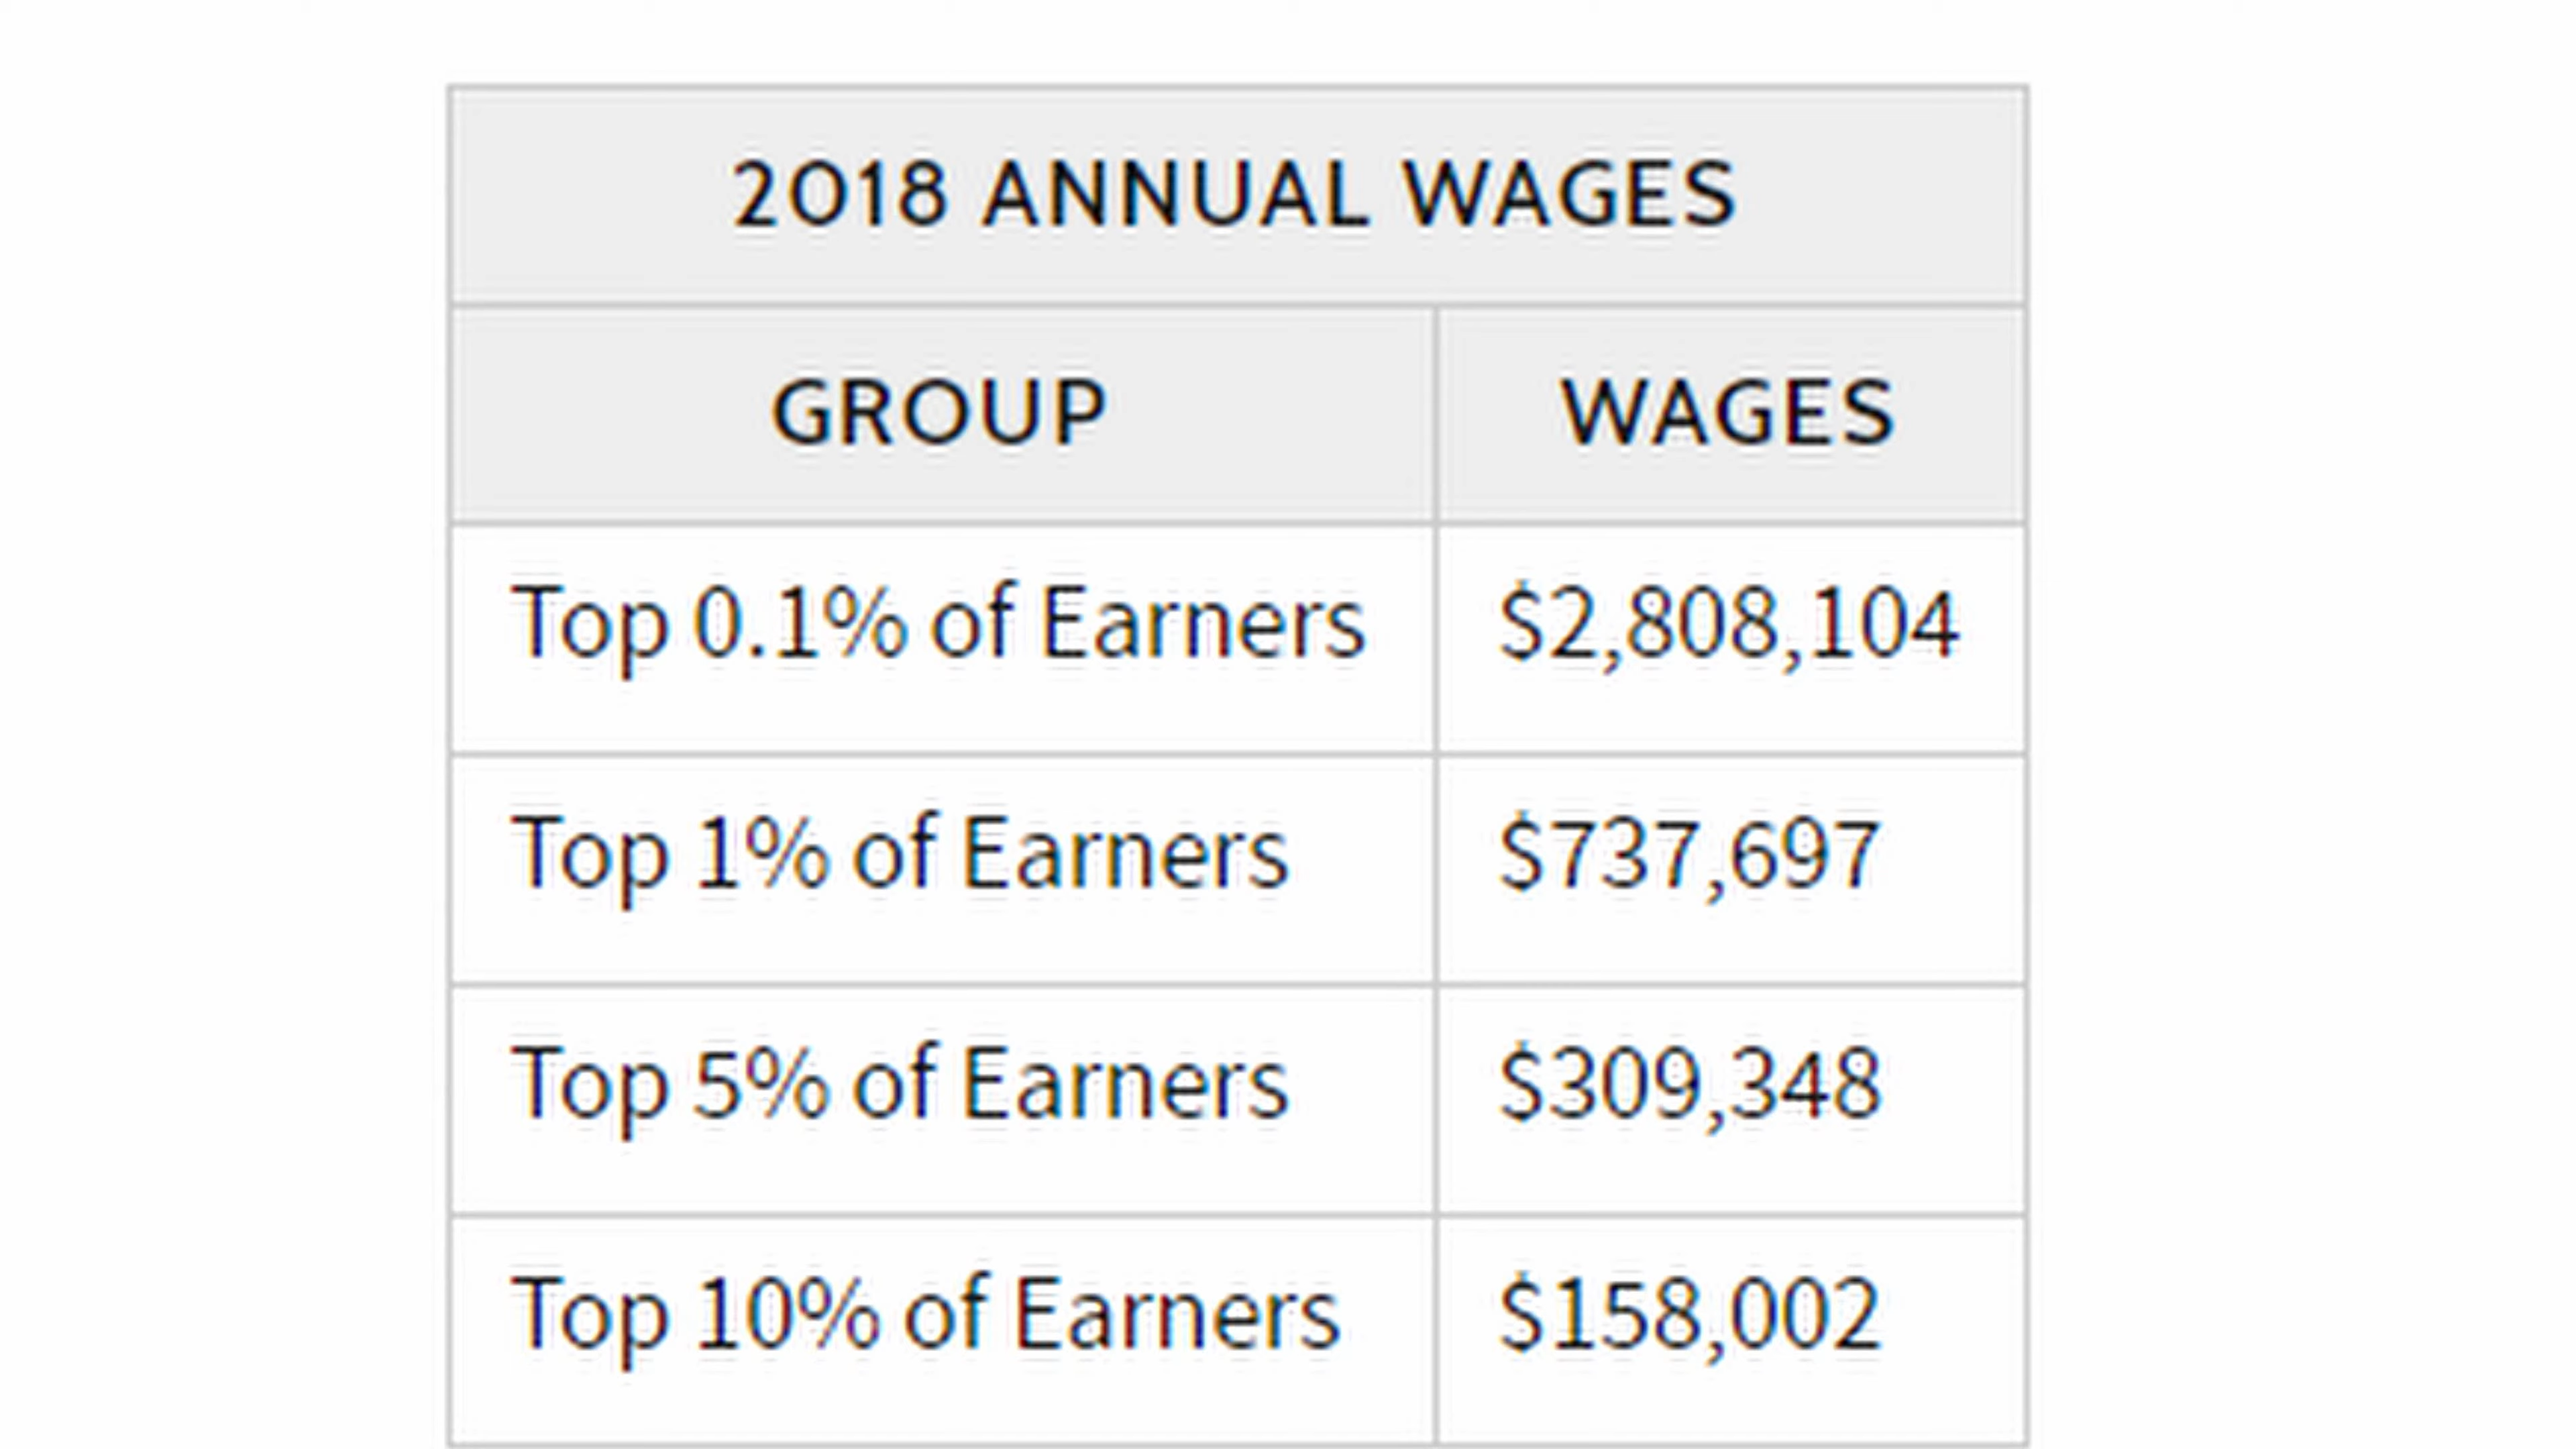 2018 ANNUAL WAGES
GROUP WAGES
Top 0.1% of Earners $2,808,104
Top 1% of Earners $737,697
Top 5% of Earners $309,348
Top 10% of Earners $158,002